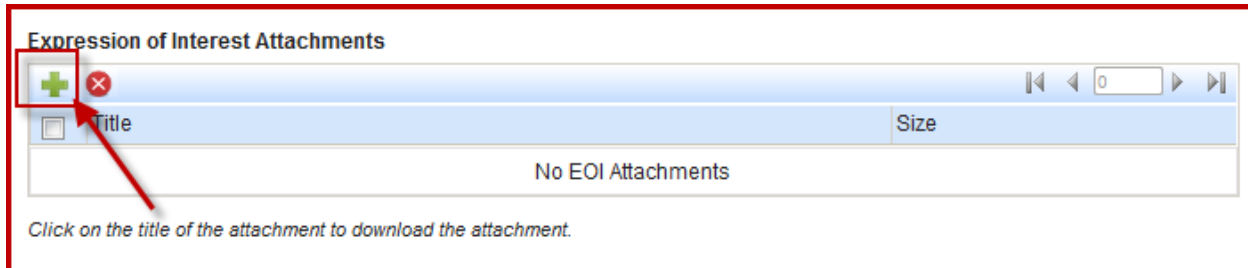 Expression of Interest Attachments
0
Title Size
No EOI Attachments
Click on the title of the attachment to download the attachment.